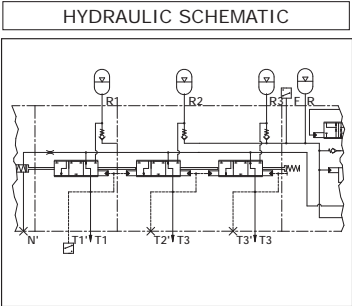 HYDRAULIC SCHEMATIC
R1 R2 R3 F R
N' T1' T1 T2' T3 T3' T3